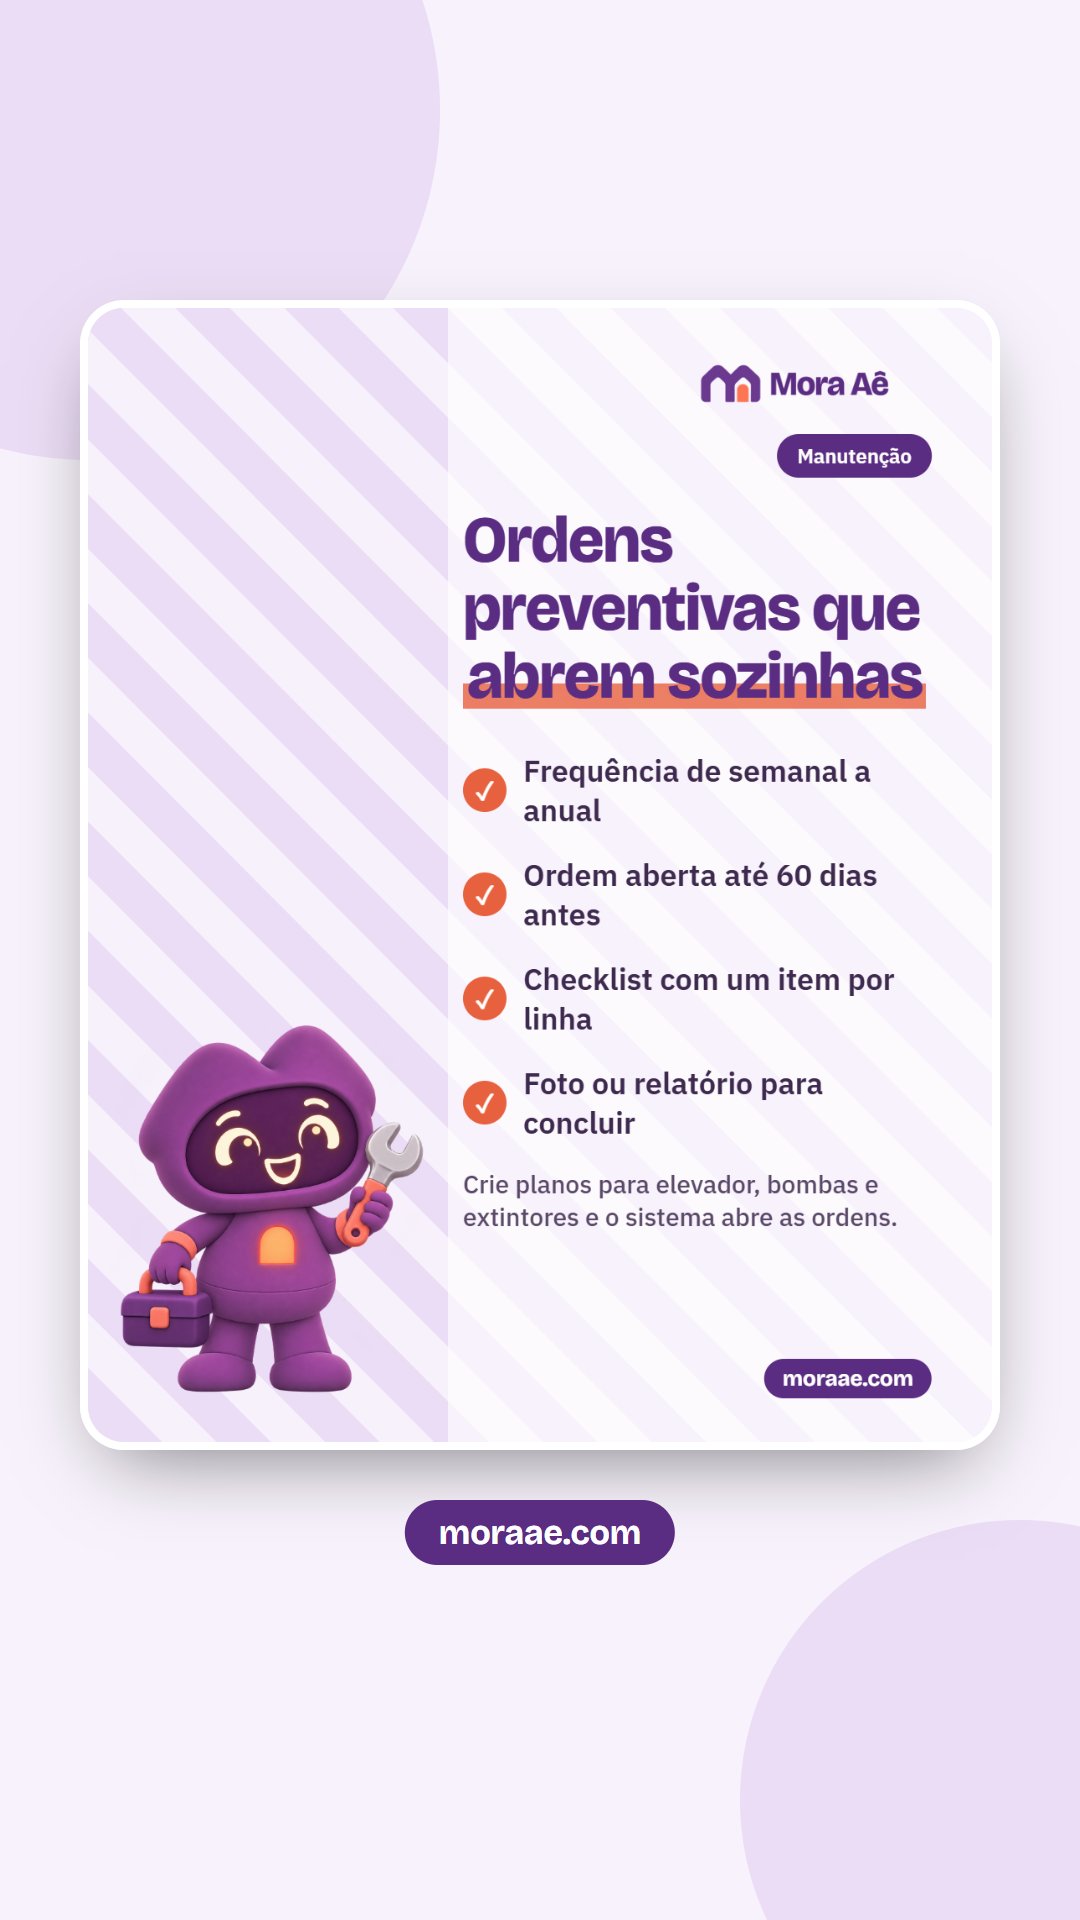 Mora Aê
Manutenção
Ordens
preventivas que
abrem sozinhas
Frequência de semanal a
anual
Ordem aberta até 60 dias
antes
Checklist com um item por
linha
Foto ou relatório para
concluir
Crie planos para elevador, bombas e
extintores e o sistema abre as ordens.
moraae.com
moraae.com